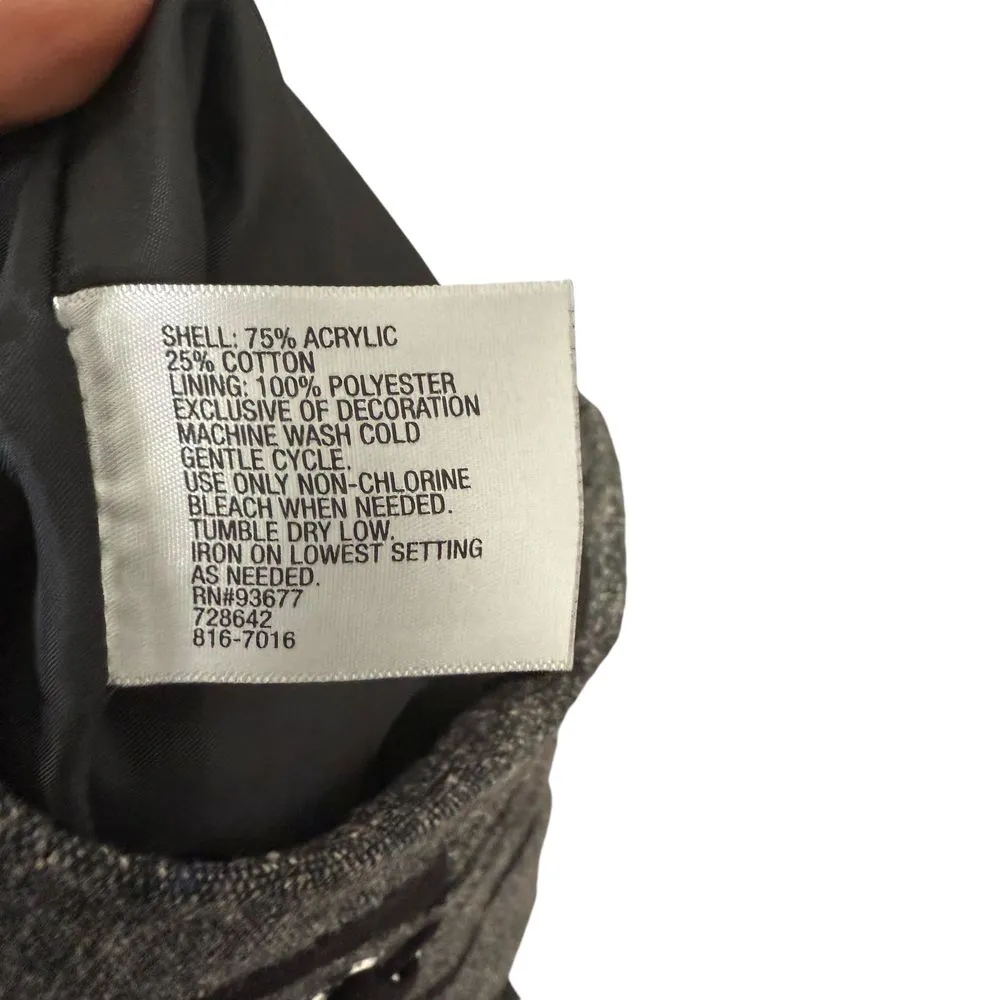 SHELL: 75% ACRYLIC
25% COTTON
LINING: 100% POLYESTER
EXCLUSIVE OF DECORATION
MACHINE WASH COLD
GENTLE CYCLE.
USE ONLY NON-CHLORINE
BLEACH WHEN NEEDED.
TUMBLE DRY LOW.
IRON ON LOWEST SETTING
AS NEEDED.
RN#93677
728642
816-7016